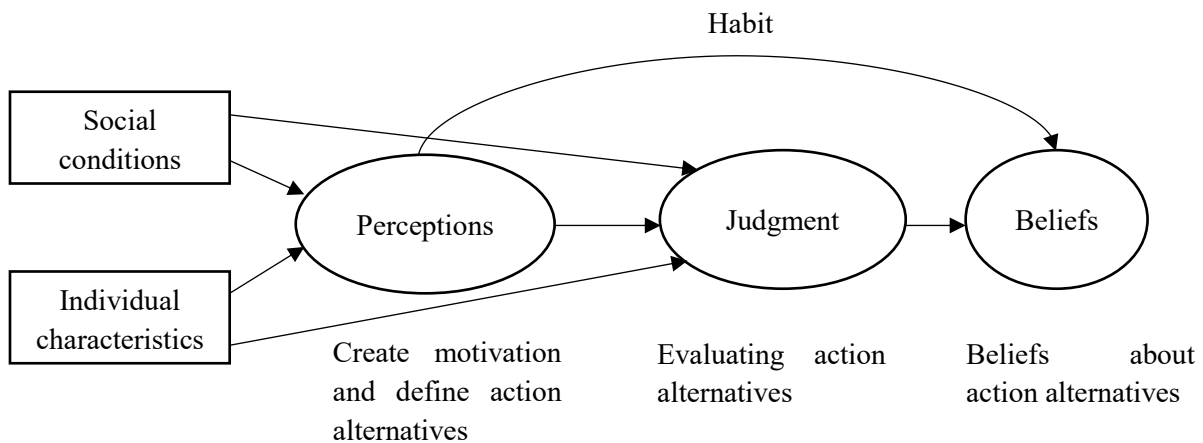 Habit
Social
conditions
Perceptions
Judgment
Beliefs
Individual
characteristics
Create motivation
and define action
alternatives
Evaluating action
alternatives
Beliefs about
action alternatives